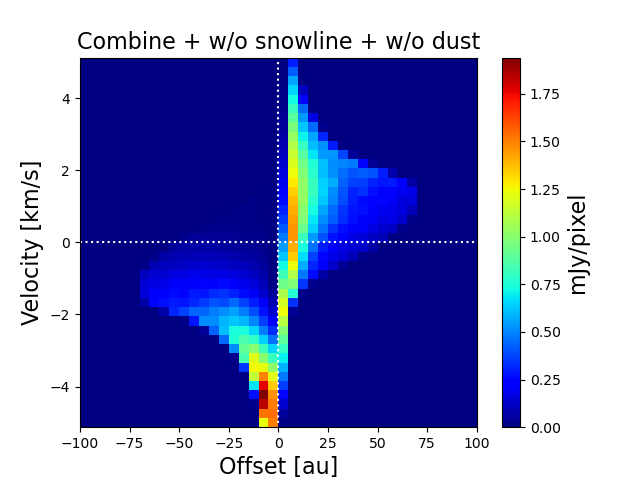 Combine + w/o snowline + w/o dust
4
2
0
−2
−4
Velocity [km/s]
−100 −75 −50 −25 0 25 50 75 100
Offset [au]
1.75
1.50
1.25
1.00
0.75
0.50
0.25
0.00
mJy/pixel